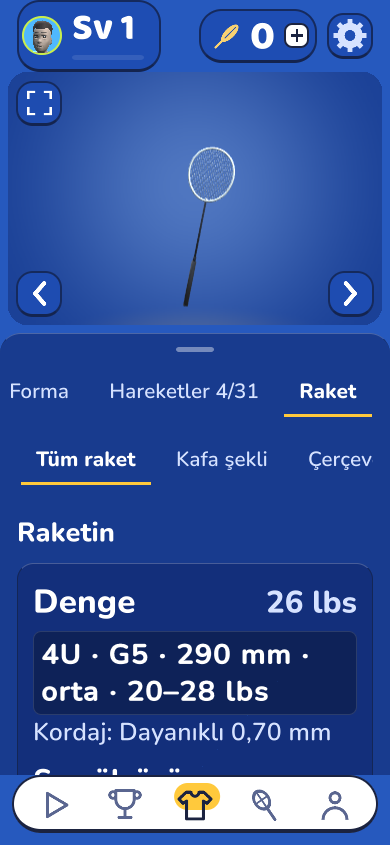 Sv 1
0
Forma Hareketler 4/31 Raket
Tüm raket Kafa şekli Çerçev
Raketin
Denge 26 lbs
4U · G5 · 290 mm ·
orta · 20–28 lbs
Kordaj: Dayanıklı 0,70 mm